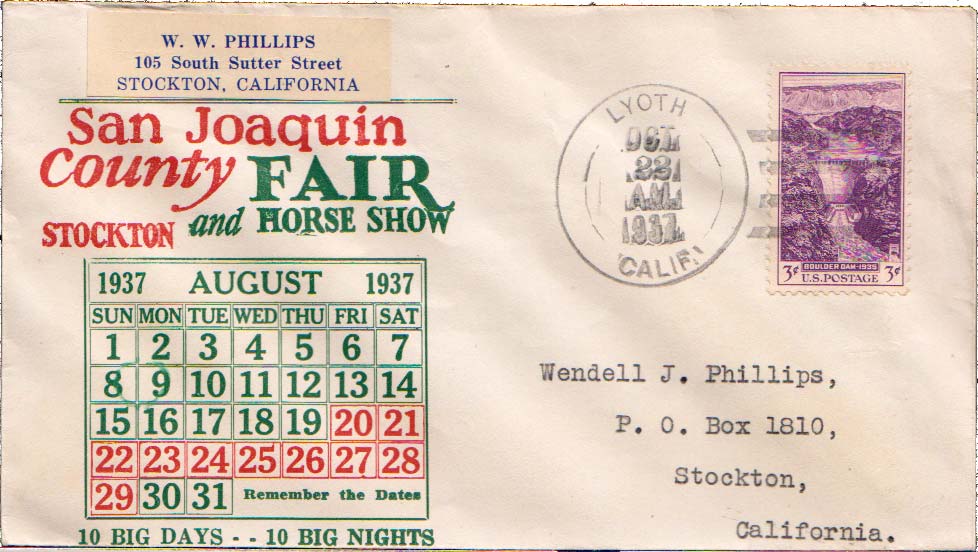 W. W. PHILLIPS
105 South Sutter Street
STOCKTON, CALIFORNIA
San Joaquin
County FAIR
STOCKTON and HORSE SHOW
1937 AUGUST 1937
SUN MON TUE WED THU FRI SAT
1 2 3 4 5 6 7
8 9 10 11 12 13 14
15 16 17 18 19 20 21
22 23 24 25 26 27 28
29 30 31 Remember the Dates
10 BIG DAYS - - 10 BIG NIGHTS
LYOTH
OCT
22
A.M.
1937
CALIF.
BOULDER DAM-1935
3¢ U.S. POSTAGE 3¢
Wendell J. Phillips,
P. O. Box 1810,
Stockton,
California.